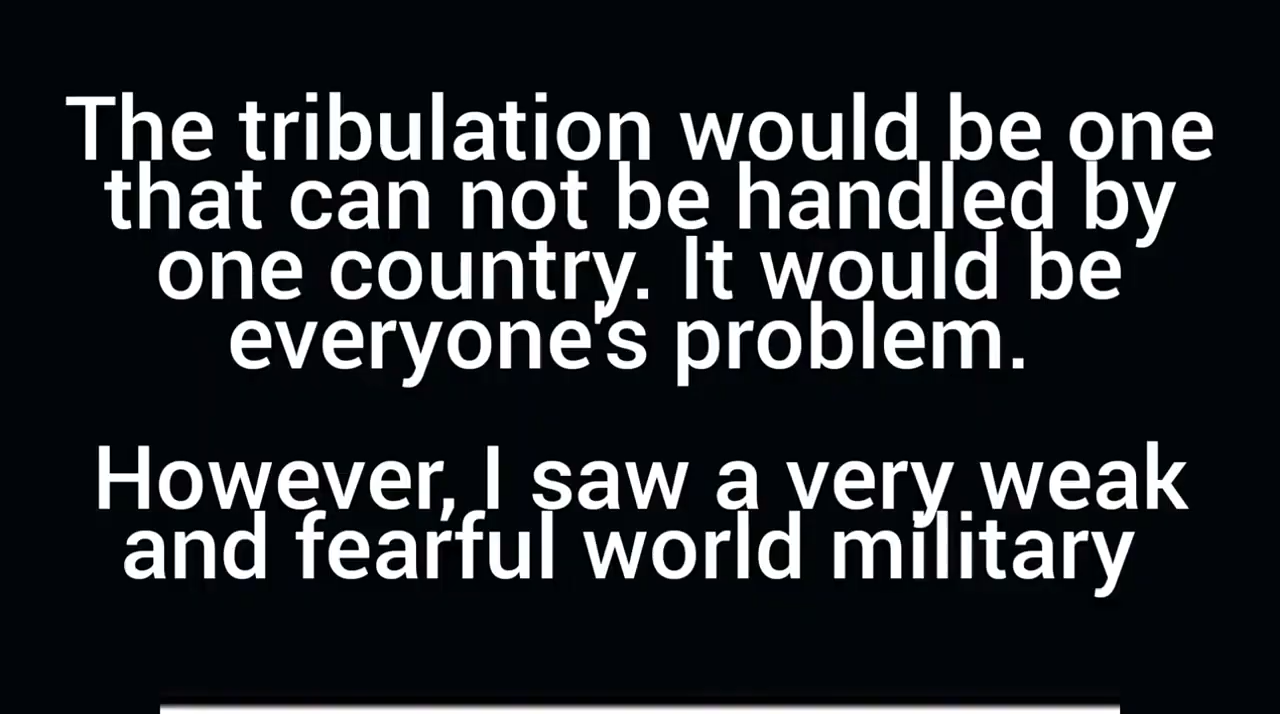 The tribulation would be one
that can not be handled by
one country. It would be
everyone's problem.
However, I saw a very weak
and fearful world military